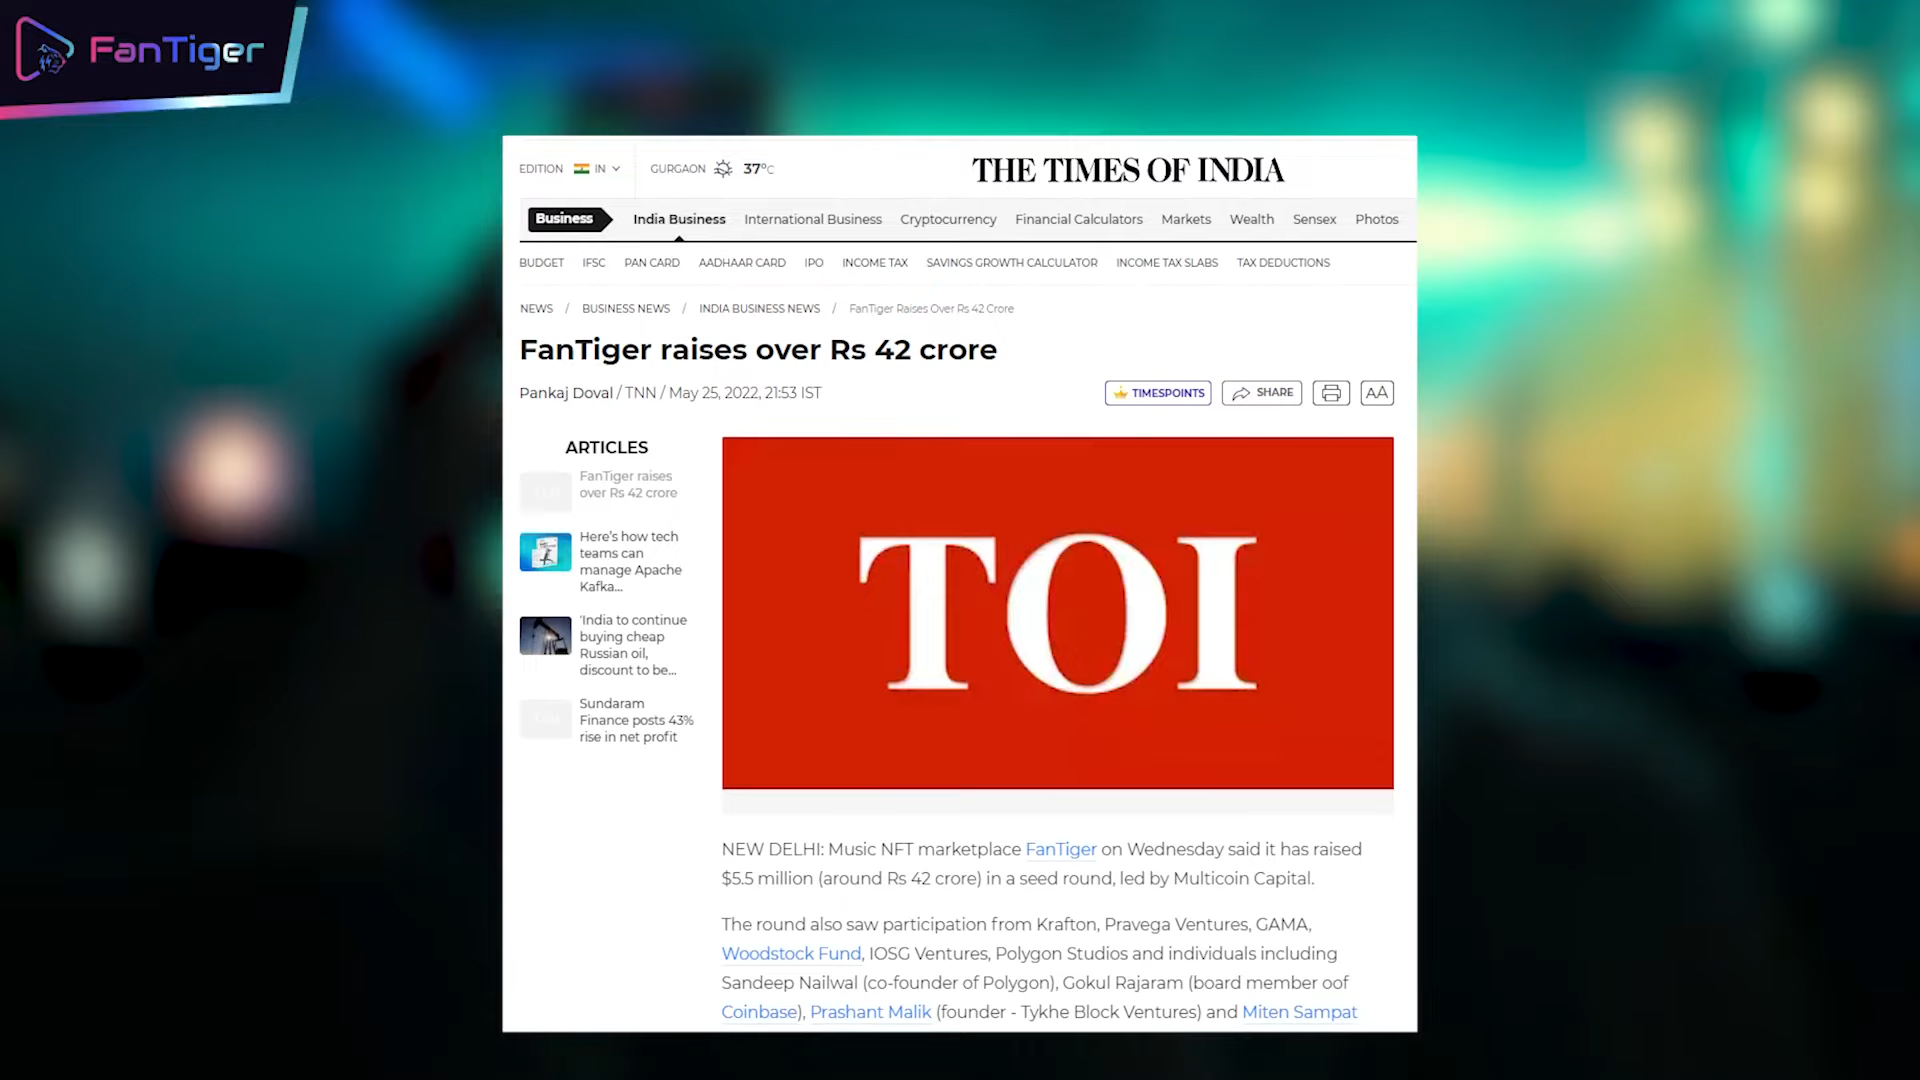 FanTiger
EDITION IN
GURGAON 37°C
THE TIMES OF INDIA
Business India Business International Business Cryptocurrency Financial Calculators Markets Wealth Sensex Photos
BUDGET IFSC PAN CARD AADHAAR CARD IPO INCOME TAX SAVINGS GROWTH CALCULATOR INCOME TAX SLABS TAX DEDUCTIONS
NEWS / BUSINESS NEWS / INDIA BUSINESS NEWS / FanTiger Raises Over Rs 42 Crore
FanTiger raises over Rs 42 crore
Pankaj Doval / TNN / May 25, 2022, 21:53 IST
TIMESPOINTS SHARE AA
ARTICLES
FanTiger raises
over Rs 42 crore
Here's how tech
teams can
manage Apache
Kafka...
'India to continue
buying cheap
Russian oil,
discount to be...
Sundaram
Finance posts 43%
rise in net profit
TOI
NEW DELHI: Music NFT marketplace FanTiger on Wednesday said it has raised
$5.5 million (around Rs 42 crore) in a seed round, led by Multicoin Capital.
The round also saw participation from Krafton, Pravega Ventures, GAMA,
Woodstock Fund, IOSG Ventures, Polygon Studios and individuals including
Sandeep Nailwal (co-founder of Polygon), Gokul Rajaram (board member oof
Coinbase), Prashant Malik (founder - Tykhe Block Ventures) and Miten Sampat